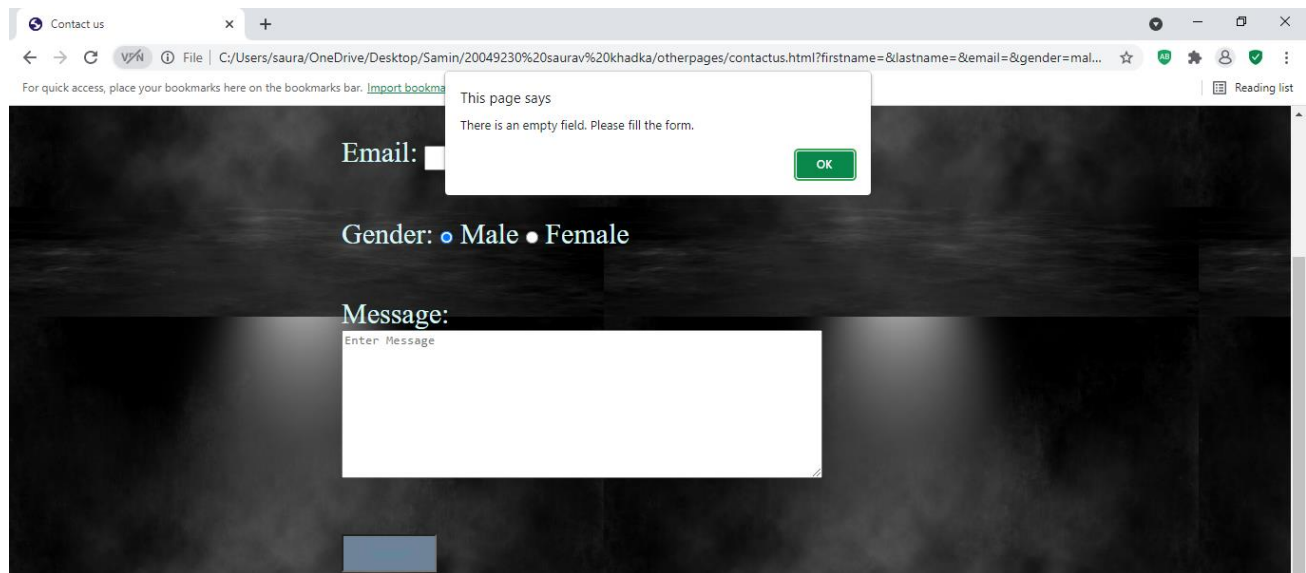 Contact us
File | C:/Users/saura/OneDrive/Desktop/Samin/20049230%20saurav%20khadka/otherpages/contactus.html?firstname=&lastname=&email=&gender=mal...
For quick access, place your bookmarks here on the bookmarks bar. Import bookma
Reading list
This page says
There is an empty field. Please fill the form.
OK
Email:
Gender: Male Female
Message:
Enter Message